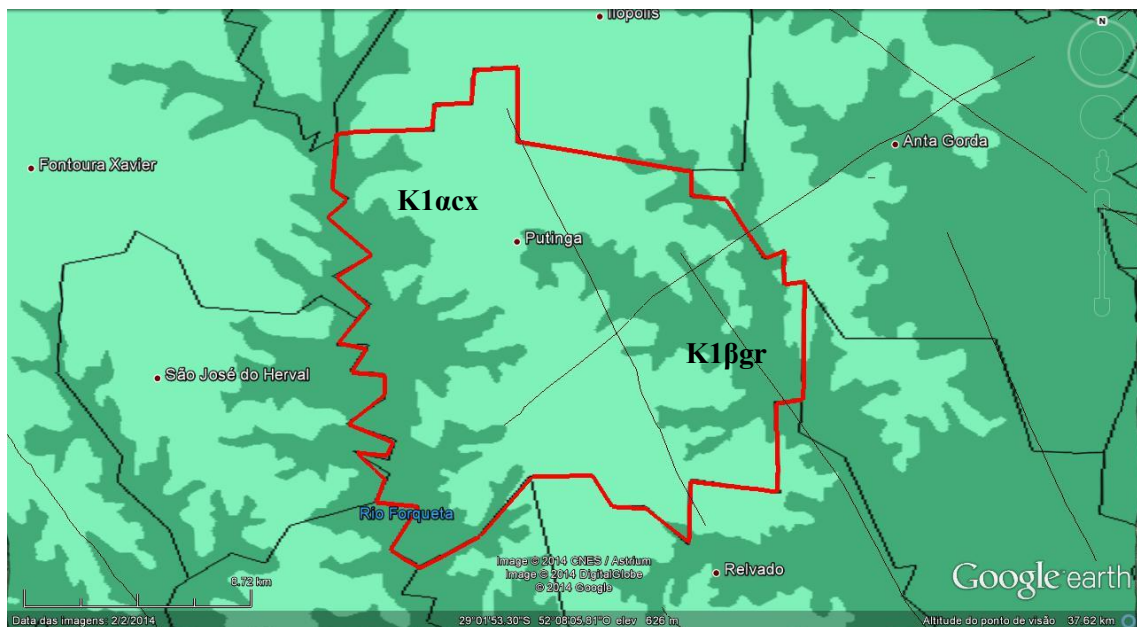 Ilópolis
N
Anta Gorda
Fontoura Xavier
K1αcx
Putinga
K1βgr
São José do Herval
Rio Forqueta
Image © 2014 CNES / Astrium
Image © 2014 DigitalGlobe
© 2014 Google
Relvado
8.72 km
Google earth
Data das imagens: 2/2/2014 29°01'53.30"S 52°08'05.81"O elev 626 m Altitude do ponto de visão 37.62 km